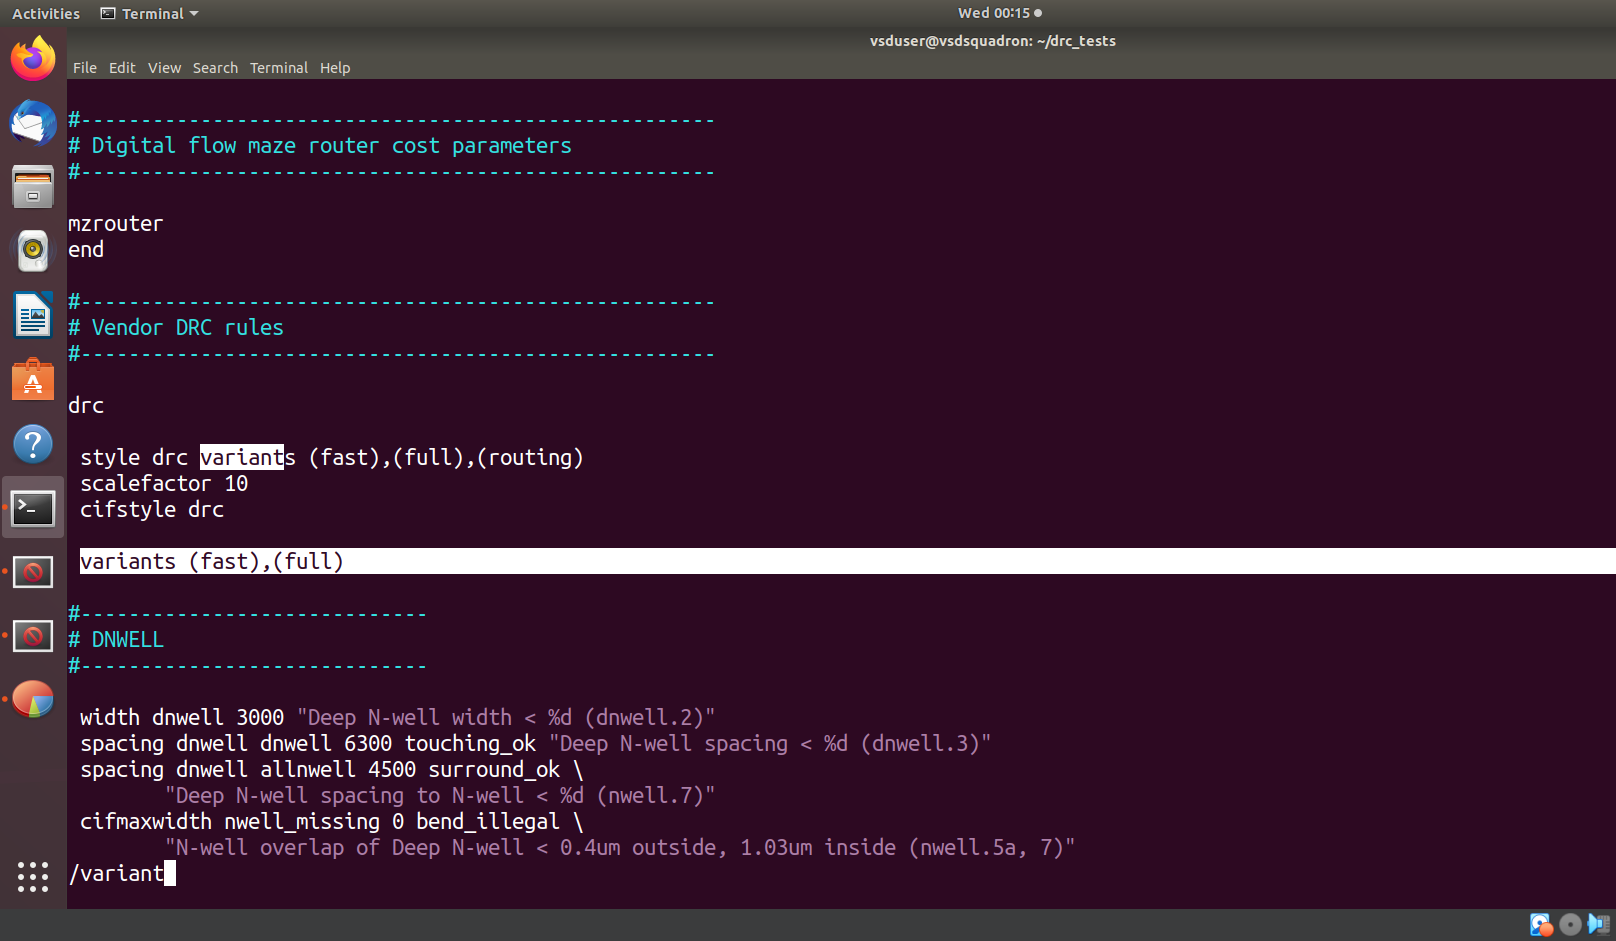 Activities Terminal Wed 00:15
vsduser@vsdsquadron: ~/drc_tests
File Edit View Search Terminal Help
#-----------------------------------------------------
# Digital flow maze router cost parameters
#-----------------------------------------------------
mzrouter
end
#-----------------------------------------------------
# Vendor DRC rules
#-----------------------------------------------------
drc
style drc variants (fast),(full),(routing)
scalefactor 10
cifstyle drc
variants (fast),(full)
#-----------------------------
# DNWELL
#-----------------------------
width dnwell 3000 "Deep N-well width < %d (dnwell.2)"
spacing dnwell dnwell 6300 touching_ok "Deep N-well spacing < %d (dnwell.3)"
spacing dnwell allnwell 4500 surround_ok \
"Deep N-well spacing to N-well < %d (nwell.7)"
cifmaxwidth nwell_missing 0 bend_illegal \
"N-well overlap of Deep N-well < 0.4um outside, 1.03um inside (nwell.5a, 7)"
/variant